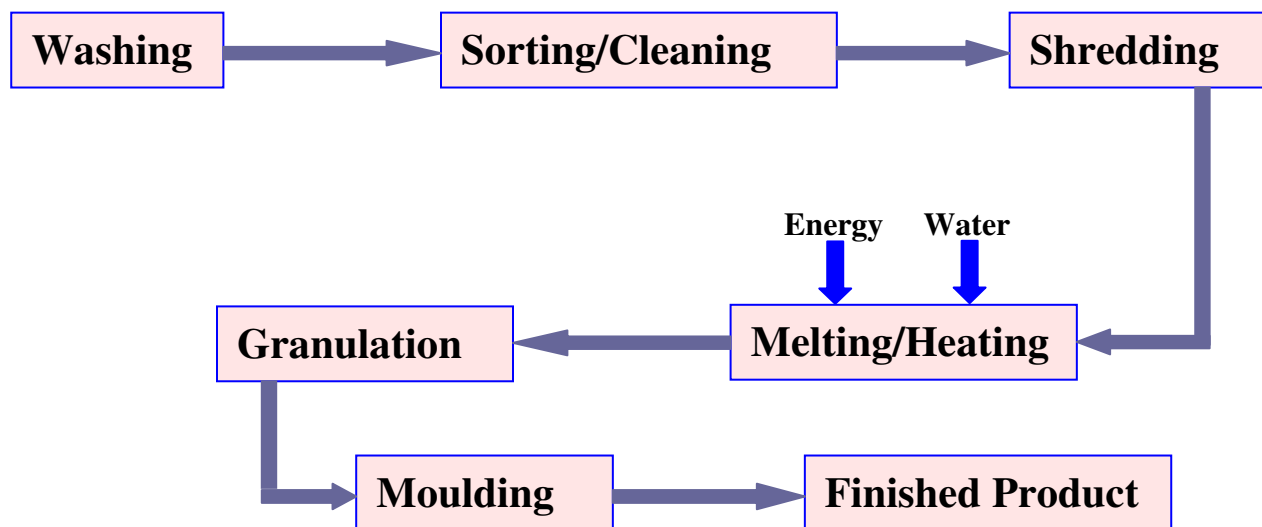 Washing
Sorting/Cleaning
Shredding
Energy Water
Melting/Heating
Granulation
Moulding
Finished Product